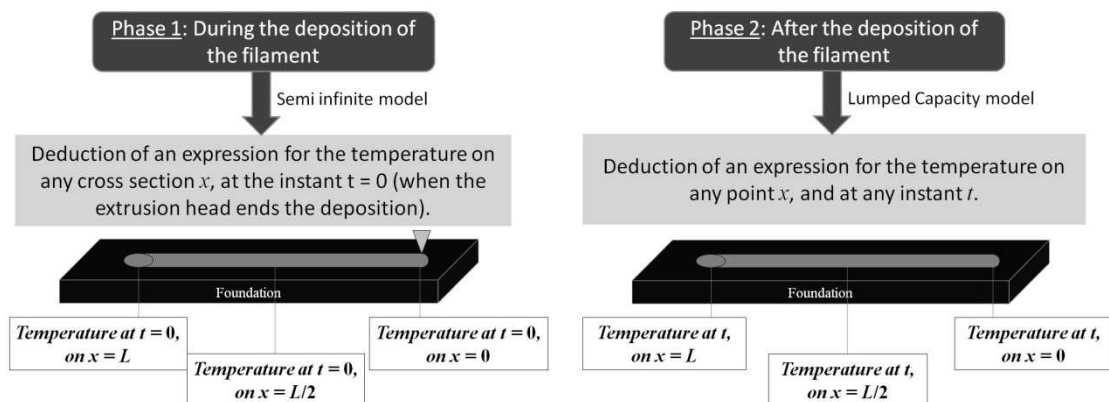 Phase 1: During the deposition of
the filament
Semi infinite model
Deduction of an expression for the temperature on
any cross section x, at the instant t = 0 (when the
extrusion head ends the deposition).
Foundation
Temperature at t = 0,
on x = L
Temperature at t = 0,
on x = L/2
Temperature at t = 0,
on x = 0
Phase 2: After the deposition of
the filament
Lumped Capacity model
Deduction of an expression for the temperature on
any point x, and at any instant t.
Foundation
Temperature at t,
on x = L
Temperature at t,
on x = L/2
Temperature at t,
on x = 0